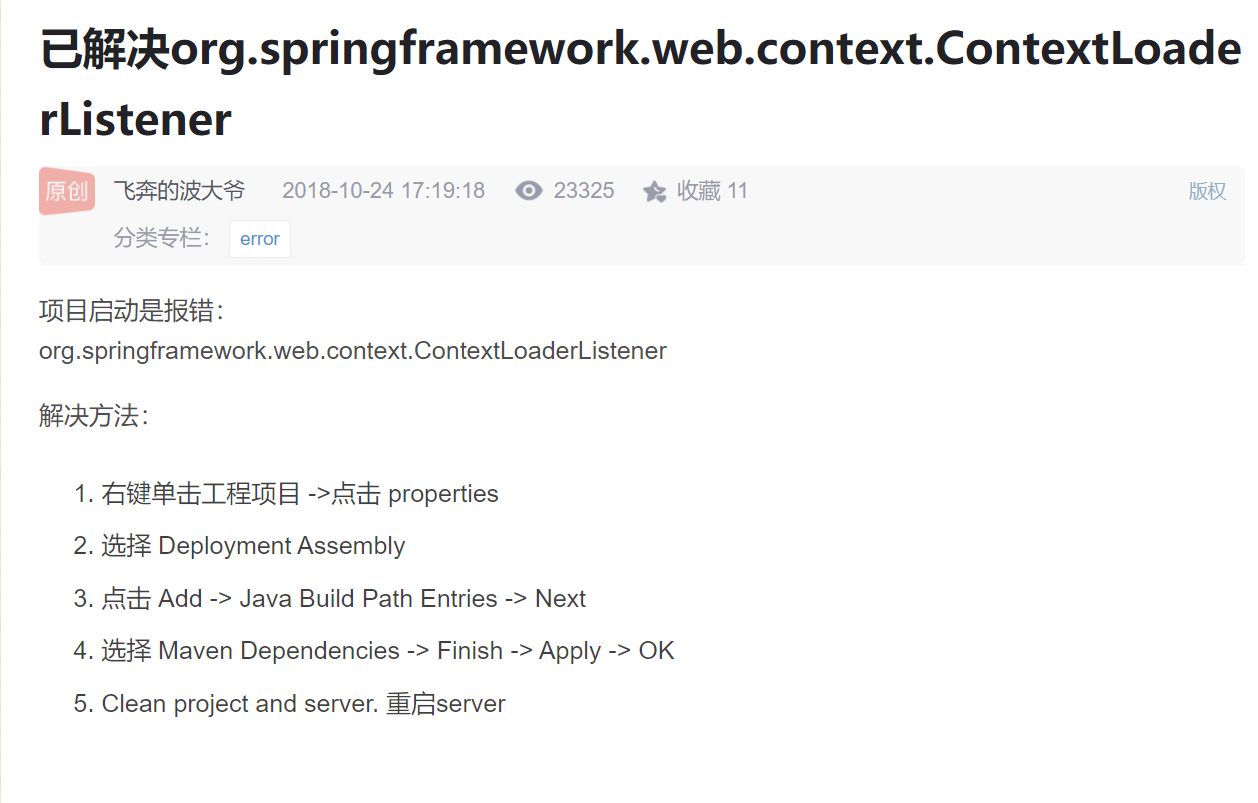 已解决org.springframework.web.context.ContextLoade
rListener
原创 飞奔的波大爷 2018-10-24 17:19:18 23325 收藏 11 版权
分类专栏： error
项目启动是报错：
org.springframework.web.context.ContextLoaderListener
解决方法：
1. 右键单击工程项目 ->点击 properties
2. 选择 Deployment Assembly
3. 点击 Add -> Java Build Path Entries -> Next
4. 选择 Maven Dependencies -> Finish -> Apply -> OK
5. Clean project and server. 重启server